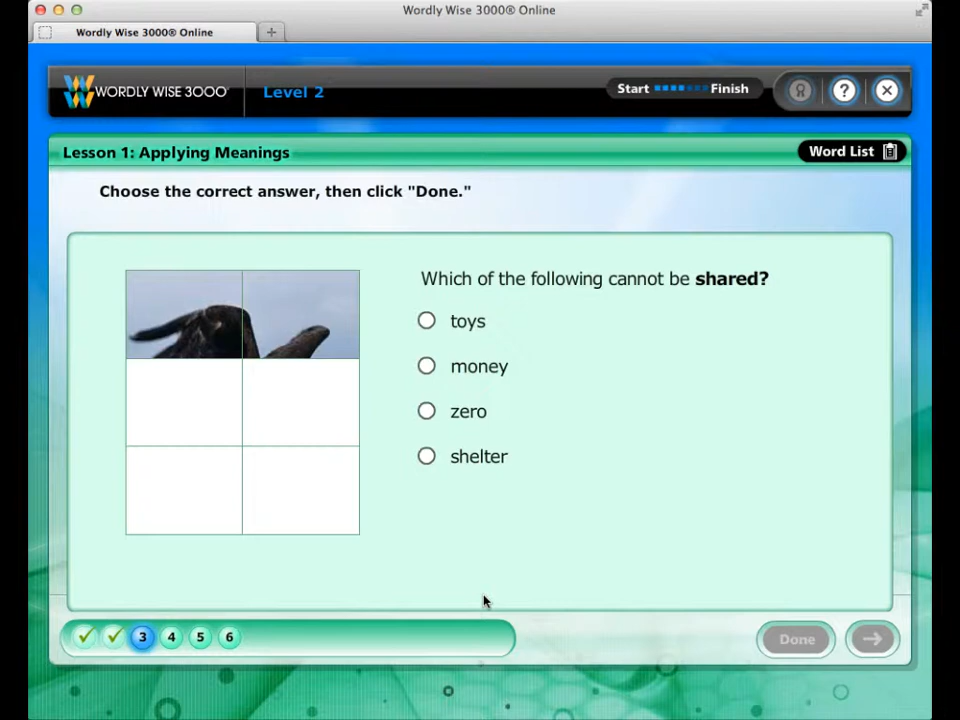 Wordly Wise 3000® Online
Wordly Wise 3000® Online
WORDLY WISE 3000®
Level 2
Start Finish
?
Lesson 1: Applying Meanings
Word List
Choose the correct answer, then click "Done."
Which of the following cannot be shared?
toys
money
zero
shelter
3 4 5 6
Done